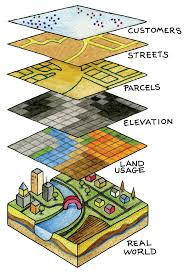 CUSTOMERS
STREETS
PARCELS
ELEVATION
LAND
USAGE
REAL
WORLD